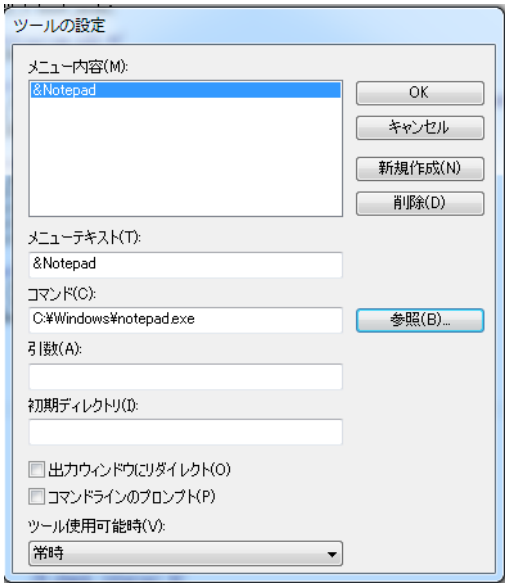 ツールの設定
メニュー内容(M):
&Notepad
OK
キャンセル
新規作成(N)
削除(D)
メニューテキスト(T):
&Notepad
コマンド(C):
C:¥Windows¥notepad.exe
参照(B)...
引数(A):
初期ディレクトリ(I):
出力ウィンドウにリダイレクト(O)
コマンドラインのプロンプト(P)
ツール使用可能時(V):
常時